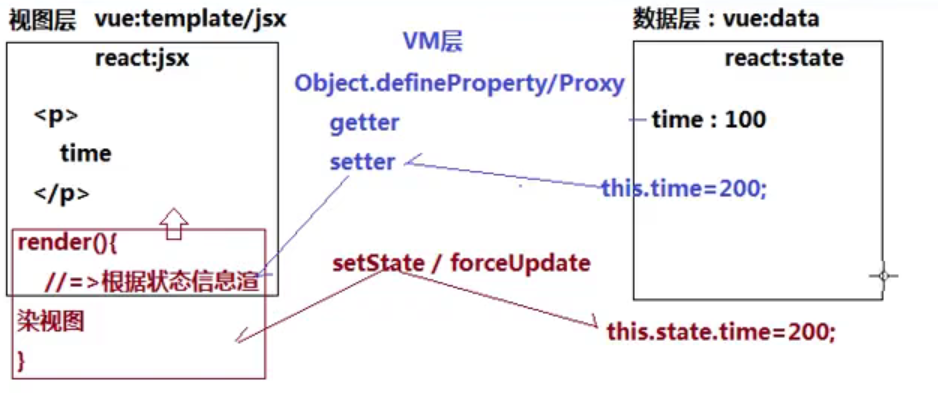 视图层 vue:template/jsx
react:jsx
<p>
time
</p>
render(){
//=>根据状态信息渲
染视图
}
VM层
Object.defineProperty/Proxy
getter
setter
setState / forceUpdate
数据层：vue:data
react:state
time：100
this.time=200;
this.state.time=200;